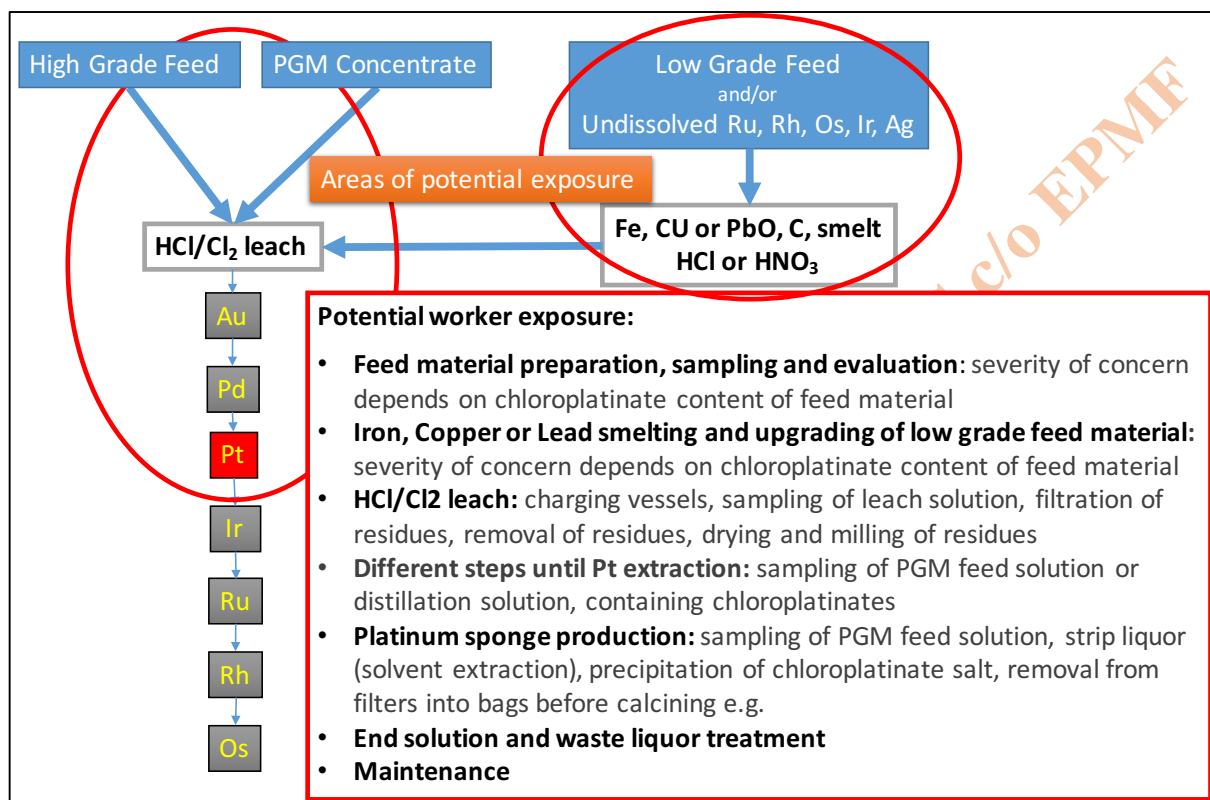 High Grade Feed
PGM Concentrate
Low Grade Feed
and/or
Undissolved Ru, Rh, Os, Ir, Ag
Areas of potential exposure
HCl/Cl₂ leach
Fe, CU or PbO, C, smelt
HCl or HNO₃
Au
Pd
Pt
Ir
Ru
Rh
Os
Potential worker exposure:
• Feed material preparation, sampling and evaluation: severity of concern
depends on chloroplatinate content of feed material
• Iron, Copper or Lead smelting and upgrading of low grade feed material:
severity of concern depends on chloroplatinate content of feed material
• HCl/Cl2 leach: charging vessels, sampling of leach solution, filtration of
residues, removal of residues, drying and milling of residues
• Different steps until Pt extraction: sampling of PGM feed solution or
distillation solution, containing chloroplatinates
• Platinum sponge production: sampling of PGM feed solution, strip liquor
(solvent extraction), precipitation of chloroplatinate salt, removal from
filters into bags before calcining e.g.
• End solution and waste liquor treatment
• Maintenance
c/o EPMF